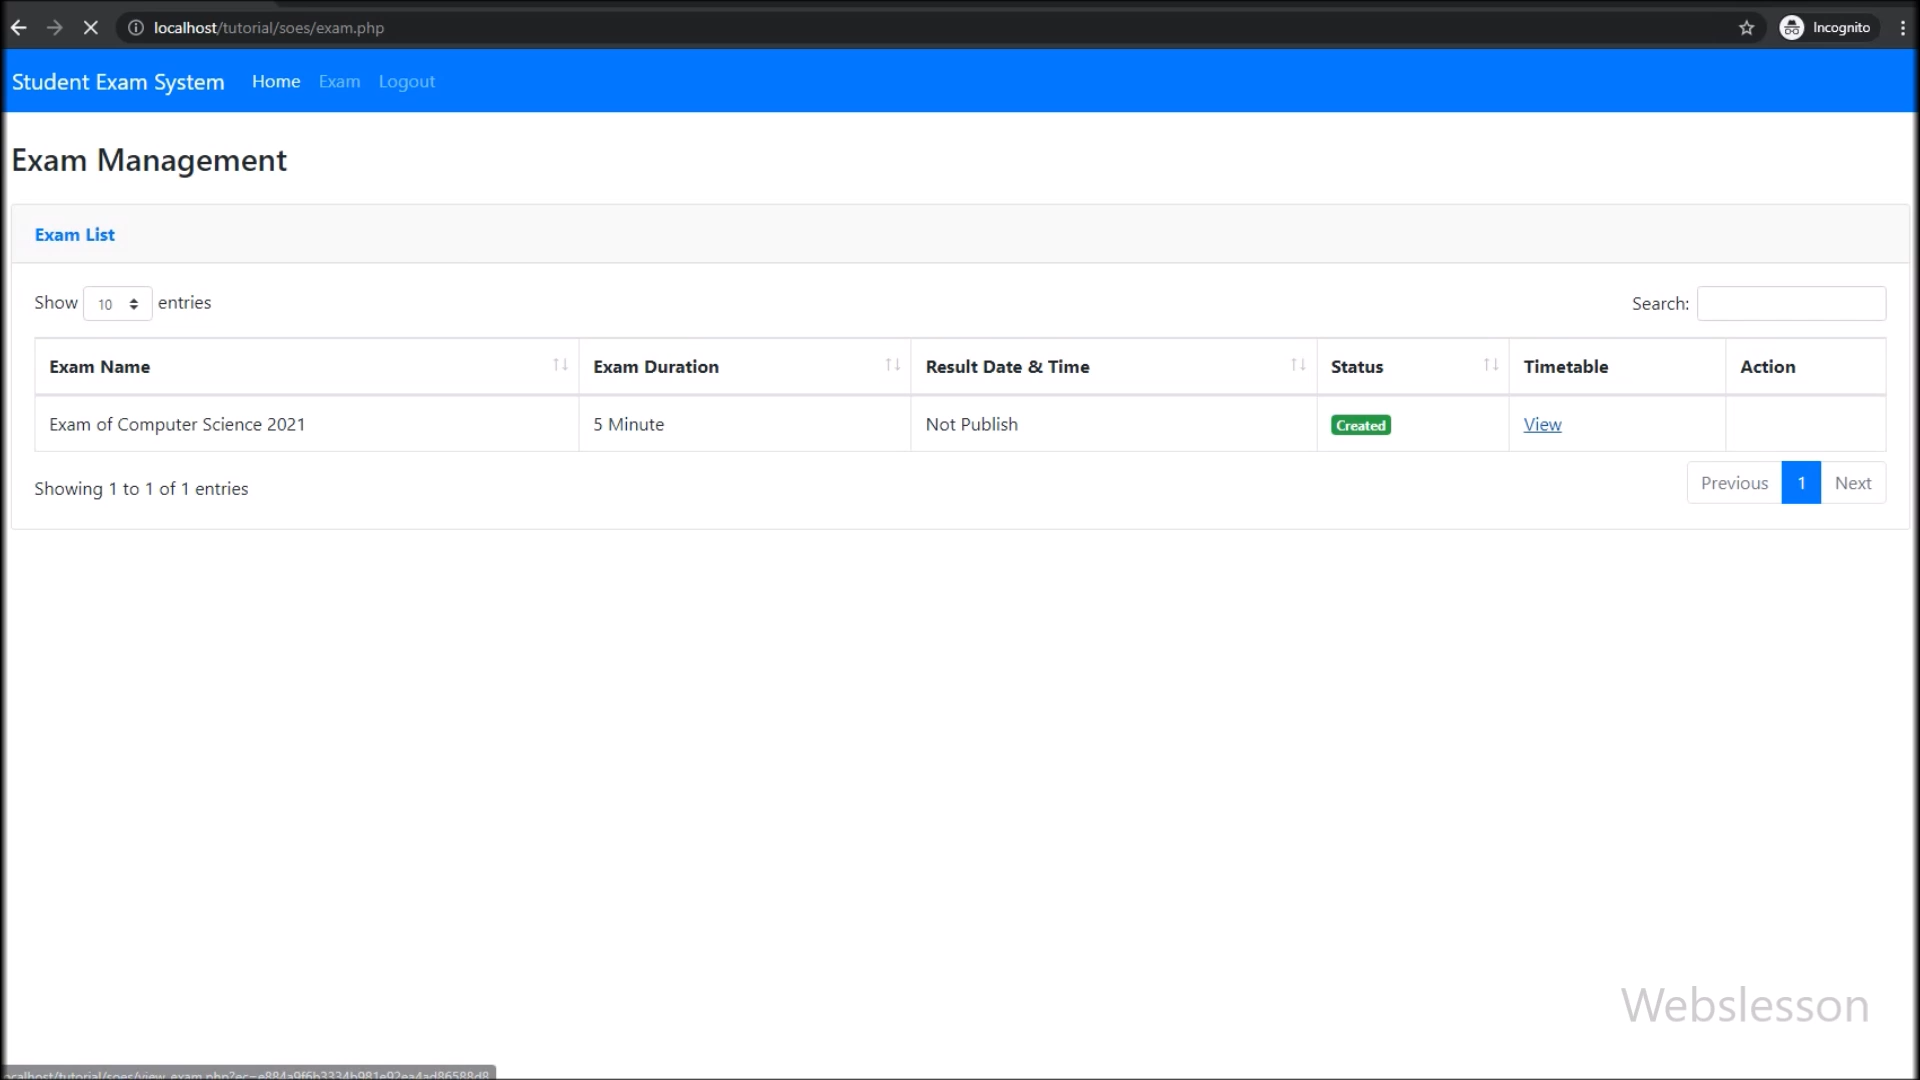 localhost/tutorial/soes/exam.php
Incognito
Student Exam System Home Exam Logout
Exam Management
Exam List
Show 10 entries
Search:
Exam Name Exam Duration Result Date & Time Status Timetable Action
Exam of Computer Science 2021 5 Minute Not Publish Created View
Showing 1 to 1 of 1 entries
Previous 1 Next
Webslesson